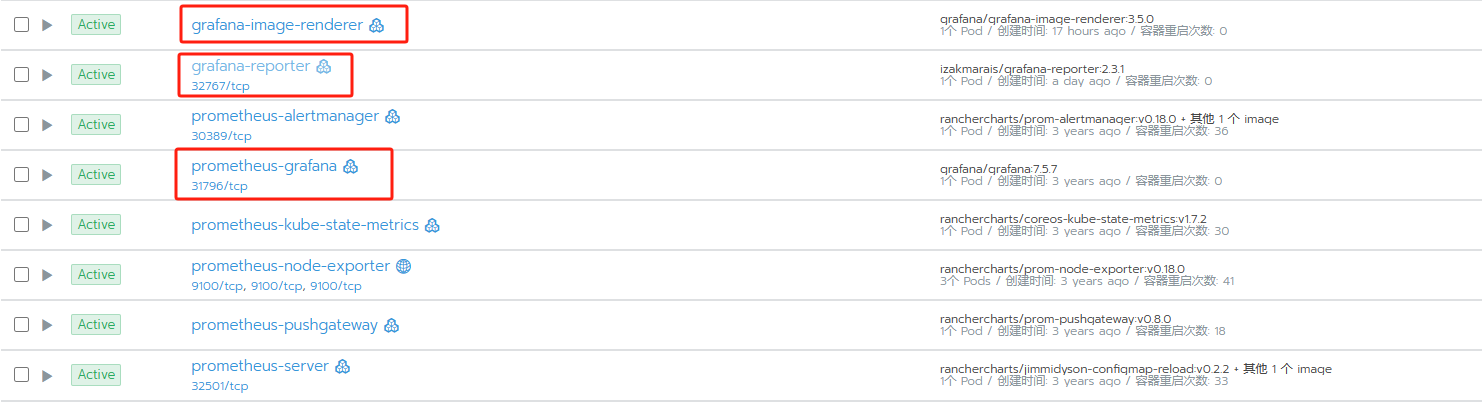 Active
grafana-image-renderer
grafana/grafana-image-renderer:3.5.0
1个 Pod / 创建时间: 17 hours ago / 容器重启次数: 0
Active
grafana-reporter
32767/tcp
izakmarais/grafana-reporter:2.3.1
1个 Pod / 创建时间: a day ago / 容器重启次数: 0
Active
prometheus-alertmanager
30389/tcp
ranchercharts/prom-alertmanager:v0.18.0 + 其他 1 个 image
1个 Pod / 创建时间: 3 years ago / 容器重启次数: 36
Active
prometheus-grafana
31796/tcp
grafana/grafana:7.5.7
1个 Pod / 创建时间: 3 years ago / 容器重启次数: 0
Active
prometheus-kube-state-metrics
ranchercharts/coreos-kube-state-metrics:v1.7.2
1个 Pod / 创建时间: 3 years ago / 容器重启次数: 30
Active
prometheus-node-exporter
9100/tcp, 9100/tcp, 9100/tcp
ranchercharts/prom-node-exporter:v0.18.0
3个 Pods / 创建时间: 3 years ago / 容器重启次数: 41
Active
prometheus-pushgateway
ranchercharts/prom-pushgateway:v0.8.0
1个 Pod / 创建时间: 3 years ago / 容器重启次数: 18
Active
prometheus-server
32501/tcp
ranchercharts/jimmidyson-configmap-reload:v0.2.2 + 其他 1 个 image
1个 Pod / 创建时间: 3 years ago / 容器重启次数: 33